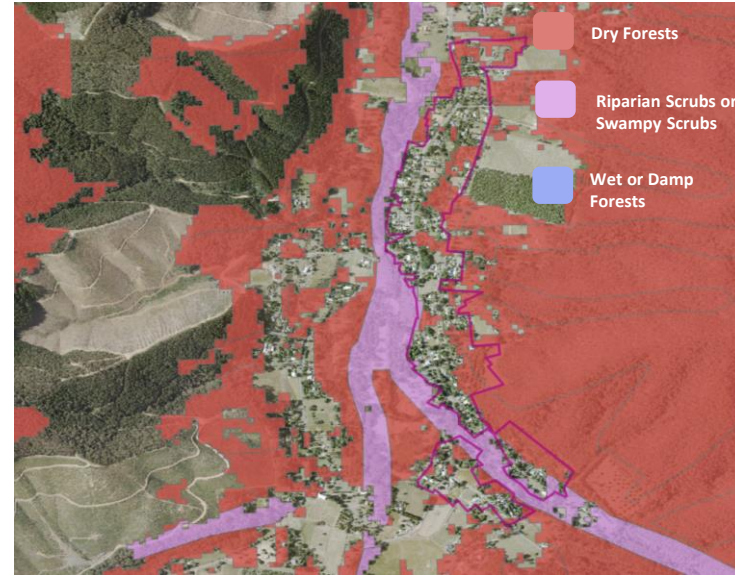 Dry Forests
Riparian Scrubs or
Swampy Scrubs
Wet or Damp
Forests